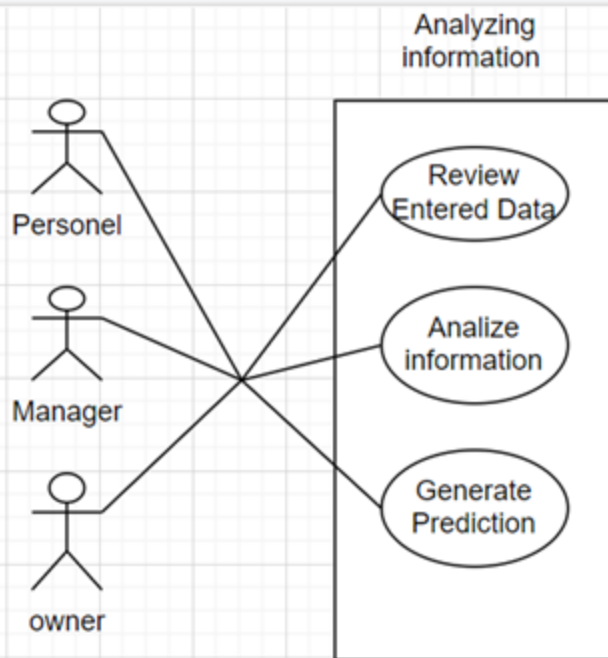 Analyzing
information
Personel
Review
Entered Data
Manager
Analize
information
owner
Generate
Prediction